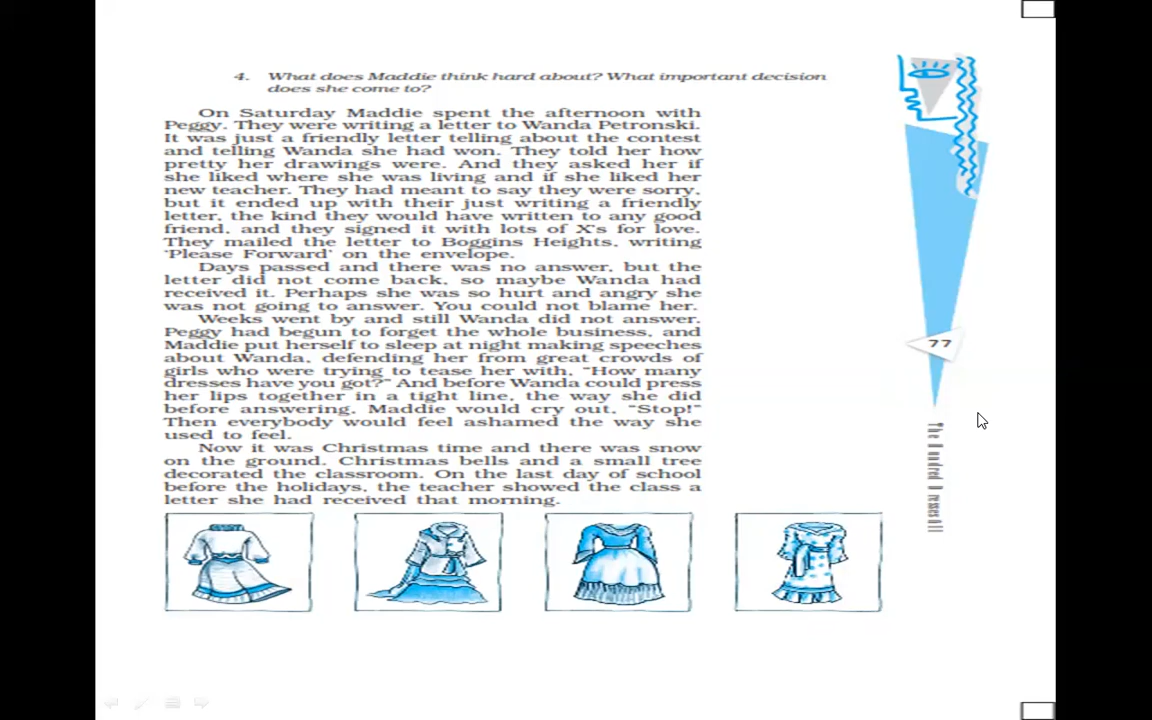 4. What does Maddie think hard about? What important decision
does she come to?
On Saturday Maddie spent the afternoon with
Peggy. They were writing a letter to Wanda Petronski.
It was just a friendly letter telling about the contest
and telling Wanda she had won. They told her how
pretty her drawings were. And they asked her if
she liked where she was living and if she liked her
new teacher. They had meant to say they were sorry,
but it ended up with their just writing a friendly
letter, the kind they would have written to any good
friend, and they signed it with lots of X's for love.
They mailed the letter to Boggins Heights, writing
'Please Forward' on the envelope.
Days passed and there was no answer, but the
letter did not come back, so maybe Wanda had
received it. Perhaps she was so hurt and angry she
was not going to answer. You could not blame her.
Weeks went by and still Wanda did not answer.
Peggy had begun to forget the whole business, and
Maddie put herself to sleep at night making speeches
about Wanda, defending her from great crowds of
girls who were trying to tease her with, “How many
dresses have you got?” And before Wanda could press
her lips together in a tight line, the way she did
before answering, Maddie would cry out, “Stop!”
Then everybody would feel ashamed the way she
used to feel.
Now it was Christmas time and there was snow
on the ground. Christmas bells and a small tree
decorated the classroom. On the last day of school
before the holidays, the teacher showed the class a
letter she had received that morning.
77
The Hundred Dresses–II